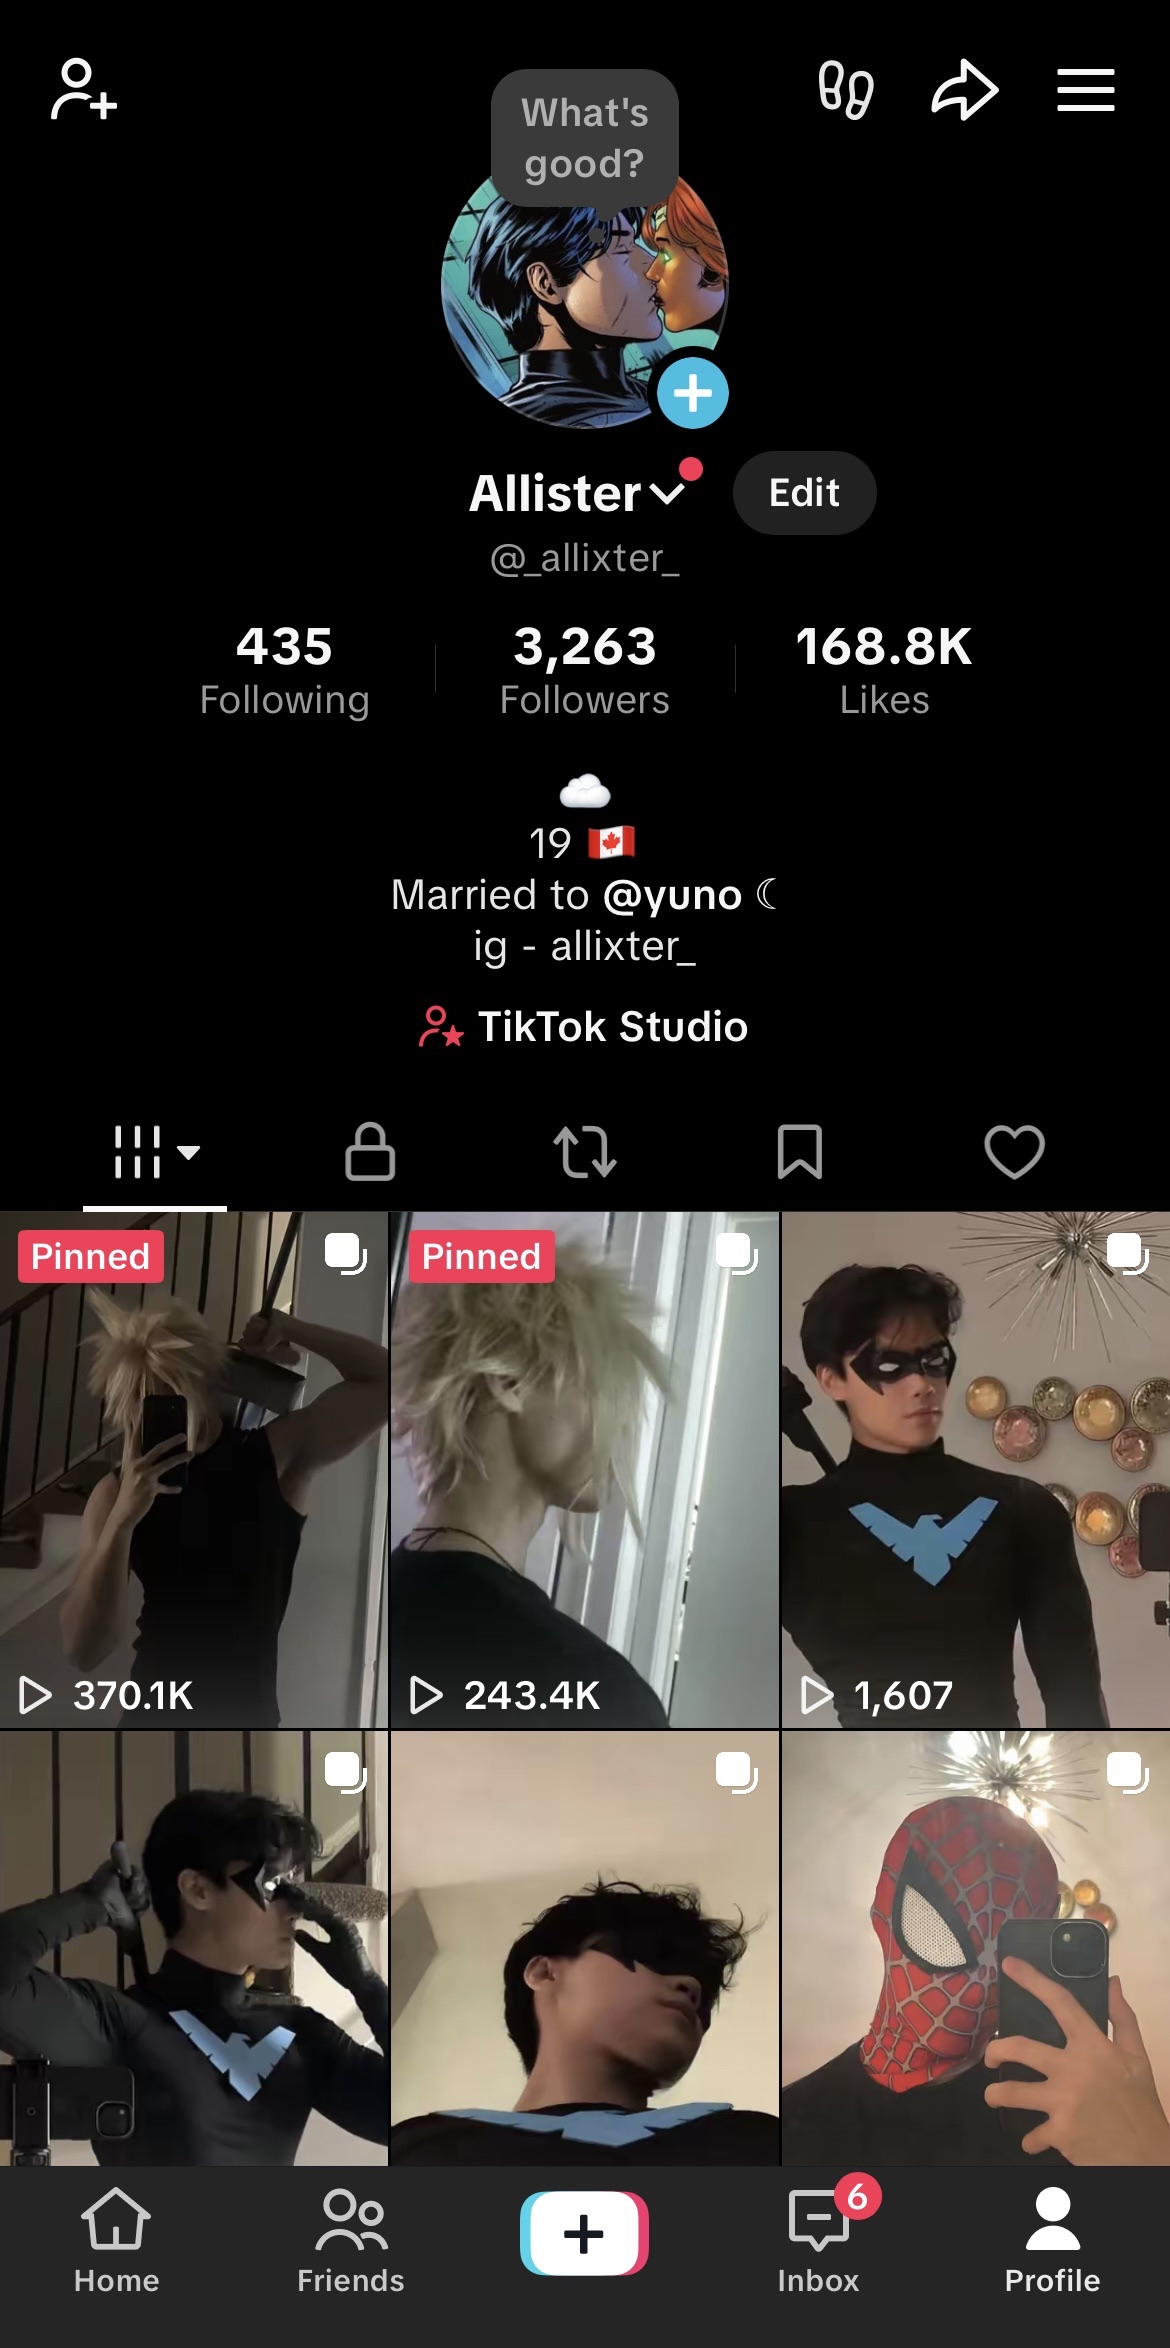 What's
good?
Allister
Edit
@_allixter_
435
3,263
168.8K
Following
Followers
Likes
☁️
19 🇨🇦
Married to @yuno ☾
ig - allixter_
TikTok Studio
Pinned
Pinned
370.1K
243.4K
1,607
6
Home
Friends
Inbox
Profile